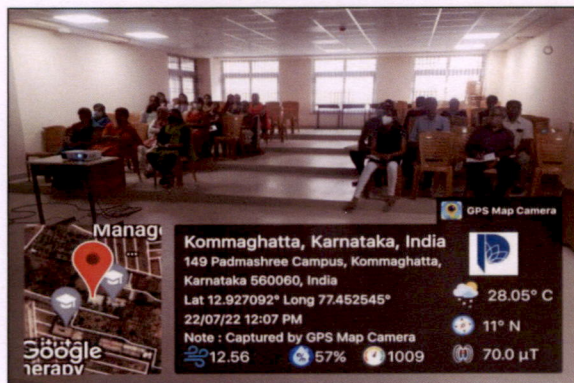 GPS Map Camera
Manage
Google
herapy
Kommaghatta, Karnataka, India
149 Padmashree Campus, Kommaghatta,
Karnataka 560060, India
Lat 12.927092° Long 77.452545°
22/07/22 12:07 PM
Note : Captured by GPS Map Camera
12.56
57%
1009
28.05° C
11° N
70.0 µT